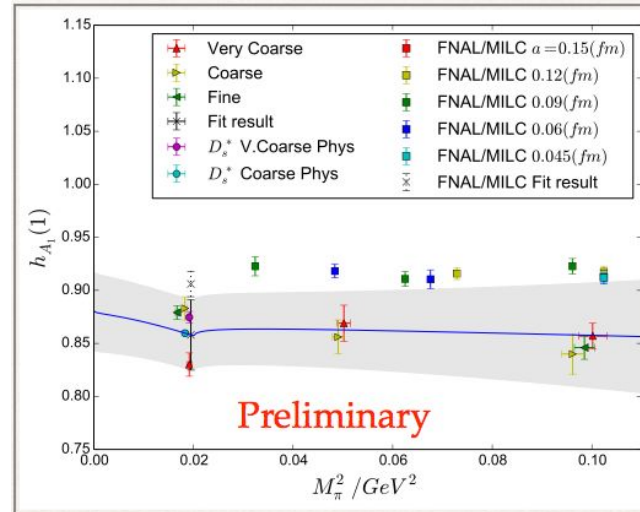 1.15
1.10
1.05
1.00
0.95
0.90
0.85
0.80
0.75
h_{A_1}(1)
Very Coarse
Coarse
Fine
Fit result
D_s^* V.Coarse Phys
D_s^* Coarse Phys
FNAL/MILC a=0.15(fm)
FNAL/MILC 0.12(fm)
FNAL/MILC 0.09(fm)
FNAL/MILC 0.06(fm)
FNAL/MILC 0.045(fm)
FNAL/MILC Fit result
Preliminary
0.00 0.02 0.04 0.06 0.08 0.10
M_π^2 /GeV^2